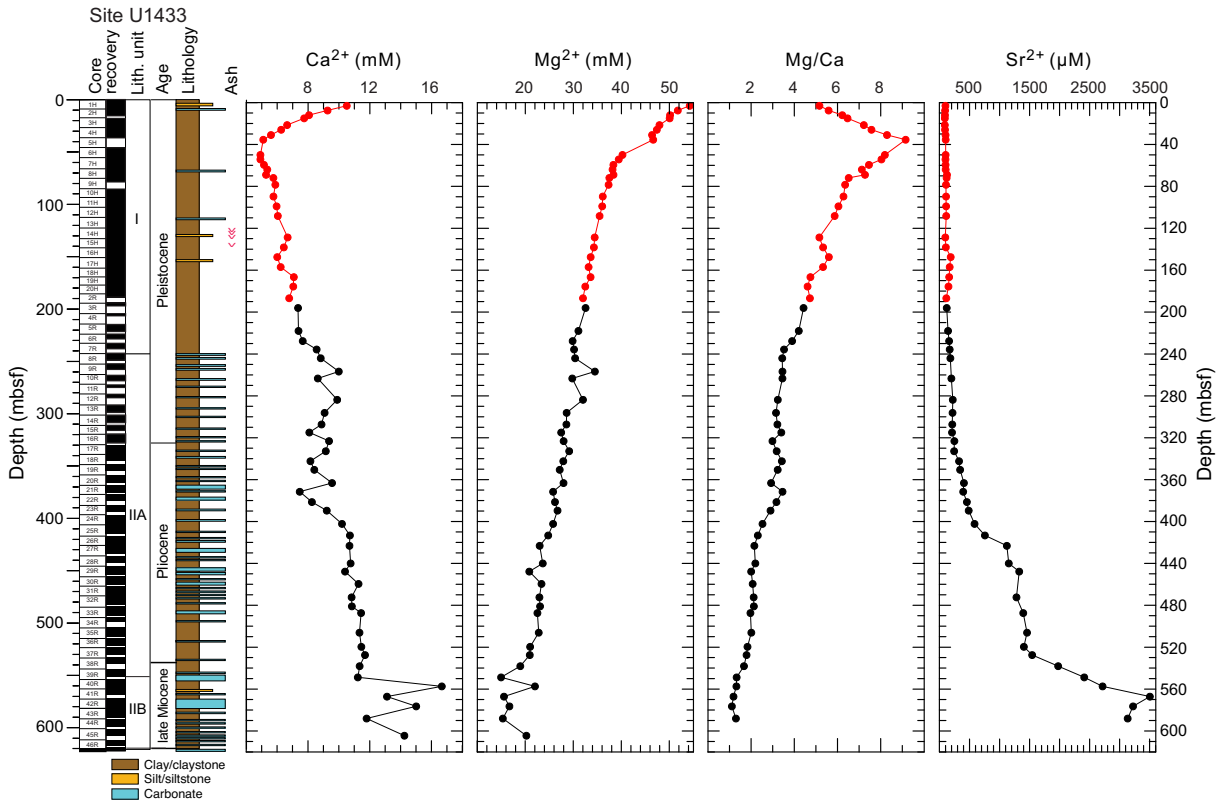 Site U1433
Core
recovery
Lith. unit
Age
Lithology
Ash
Ca2+ (mM)
Mg2+ (mM)
Mg/Ca
Sr2+ (µM)
8 12 16
20 30 40 50
2 4 6 8
500 1500 2500 3500
Depth (mbsf)
0
100
200
300
400
500
600
1H
2H
3H
4H
5H
6H
7H
8H
9H
10H
11H
12H
13H
14H
15H
16H
17H
18H
19H
20H
2R
3R
4R
5R
6R
7R
8R
9R
10R
11R
12R
13R
14R
15R
16R
17R
18R
19R
20R
21R
22R
23R
24R
25R
26R
27R
28R
29R
30R
31R
32R
33R
34R
35R
36R
37R
38R
39R
40R
41R
42R
43R
44R
45R
46R
I
IIA
IIB
Pleistocene
Pliocene
late Miocene
0
40
80
120
160
200
240
280
320
360
400
440
480
520
560
600
Depth (mbsf)
Clay/claystone
Silt/siltstone
Carbonate